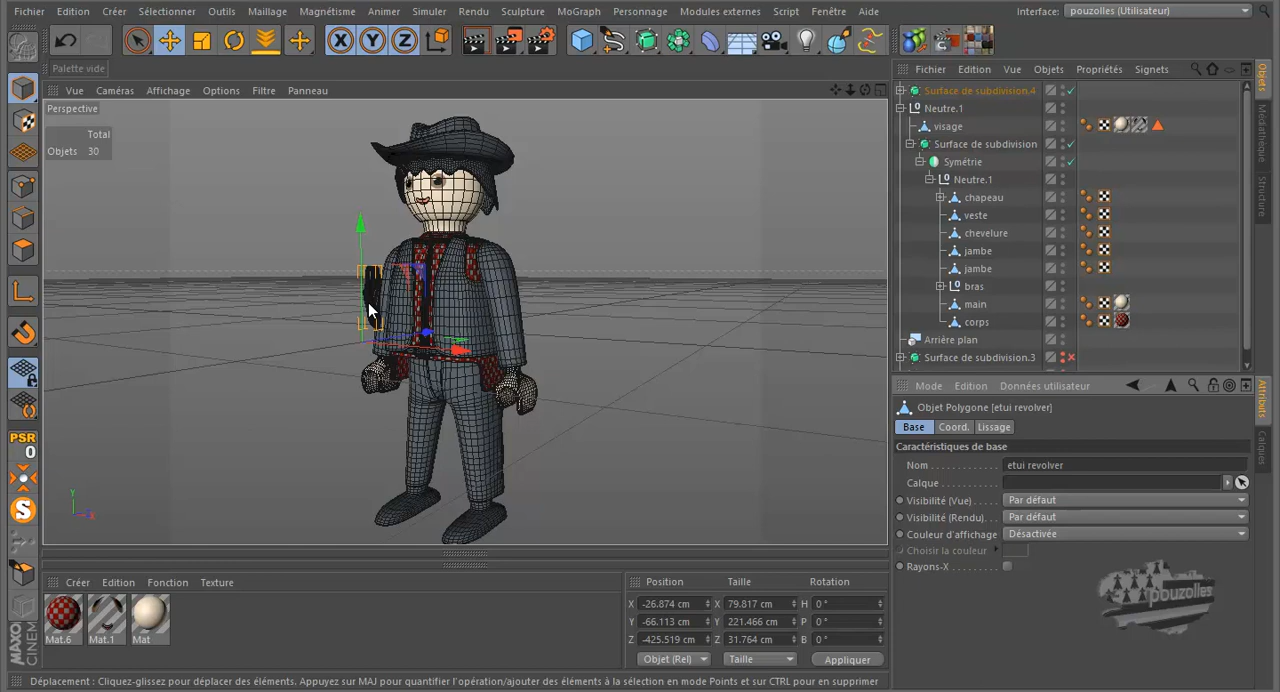 Fichier Edition Créer Sélectionner Outils Maillage Magnétisme Animer Simuler Rendu Sculpture MoGraph Personnage Modules externes Script Fenêtre Aide Interface: pouzolles (Utilisateur)
X Y Z
Palette vide
Vue Caméras Affichage Options Filtre Panneau
Perspective
Total
Objets 30
Y
X
PSR
0
S
MAXO
CINEM
Fichier Edition Vue Objets Propriétés Signets
Surface de subdivision.4
Neutre.1
visage
Surface de subdivision
Symétrie
Neutre.1
chapeau
veste
chevelure
jambe
jambe
bras
main
corps
Arrière plan
Surface de subdivision.3
Objets
Médiathèque
Structure
Mode Edition Données utilisateur
Objet Polygone [etui revolver]
Base Coord. Lissage
Caractéristiques de base
Nom etui revolver
Calque
Visibilité (Vue) Par défaut
Visibilité (Rendu) Par défaut
Couleur d'affichage Désactivée
Choisir la couleur
Rayons-X
Attributs
Calques
pouzolles
Créer Edition Fonction Texture
Mat.6 Mat.1 Mat
Position Taille Rotation
X -26.874 cm X 79.817 cm H 0 °
Y -66.113 cm Y 221.466 cm P 0 °
Z -425.519 cm Z 31.764 cm B 0 °
Objet (Rel) Taille Appliquer
Déplacement : Cliquez-glissez pour déplacer des éléments. Appuyez sur MAJ pour quantifier l'opération/ajouter des éléments à la sélection en mode Points et sur CTRL pour en supprimer